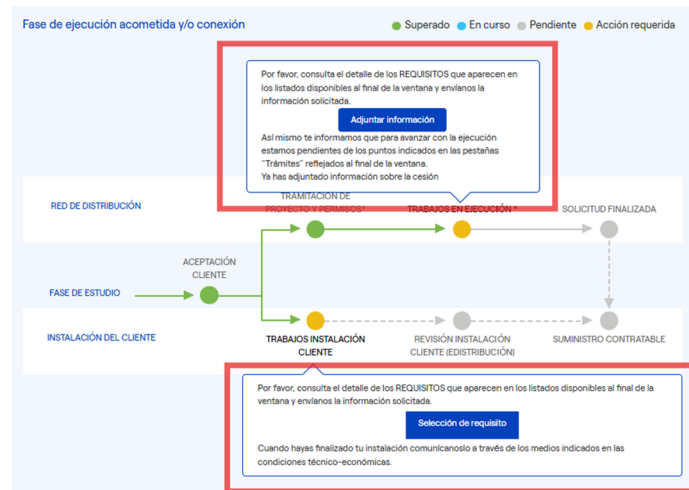 Fase de ejecución acometida y/o conexión
Superado
En curso
Pendiente
Acción requerida
Por favor, consulta el detalle de los REQUISITOS que aparecen en
los listados disponibles al final de la ventana y envíanos la
información solicitada.
Adjuntar información
Así mismo te informamos que para avanzar con la ejecución
estamos pendientes de los puntos indicados en las pestañas
"Trámites" reflejados al final de la ventana.
Ya has adjuntado información sobre la cesión
RED DE DISTRIBUCIÓN
TRAMITACIÓN DE
PROYECTO Y PERMISOS*
TRABAJOS EN EJECUCIÓN *
SOLICITUD FINALIZADA
ACEPTACIÓN
CLIENTE
FASE DE ESTUDIO
INSTALACIÓN DEL CLIENTE
TRABAJOS INSTALACIÓN
CLIENTE
REVISIÓN INSTALACIÓN
CLIENTE (EDISTRIBUCIÓN)
SUMINISTRO CONTRATABLE
Por favor, consulta el detalle de los REQUISITOS que aparecen en los listados disponibles al final de la
ventana y envíanos la información solicitada.
Selección de requisito
Cuando hayas finalizado tu instalación comunícanoslo a través de los medios indicados en las
condiciones técnico-económicas.